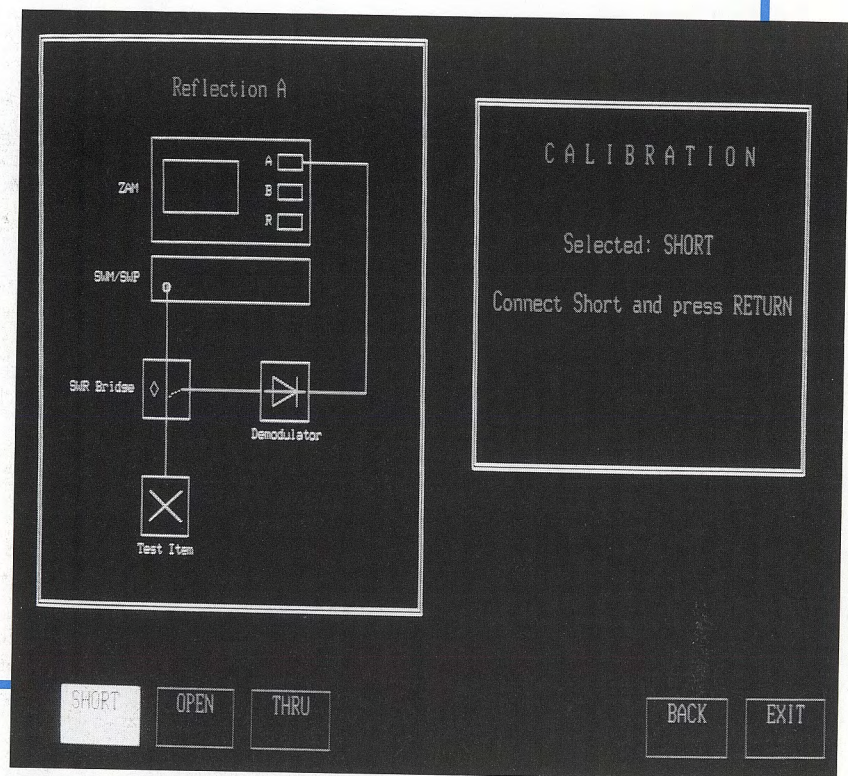 Reflection A
ZAM
A
B
R
SWM/SWP
SWR Bridge
Demodulator
Test Item
CALIBRATION
Selected: SHORT
Connect Short and press RETURN
SHORT
OPEN
THRU
BACK
EXIT